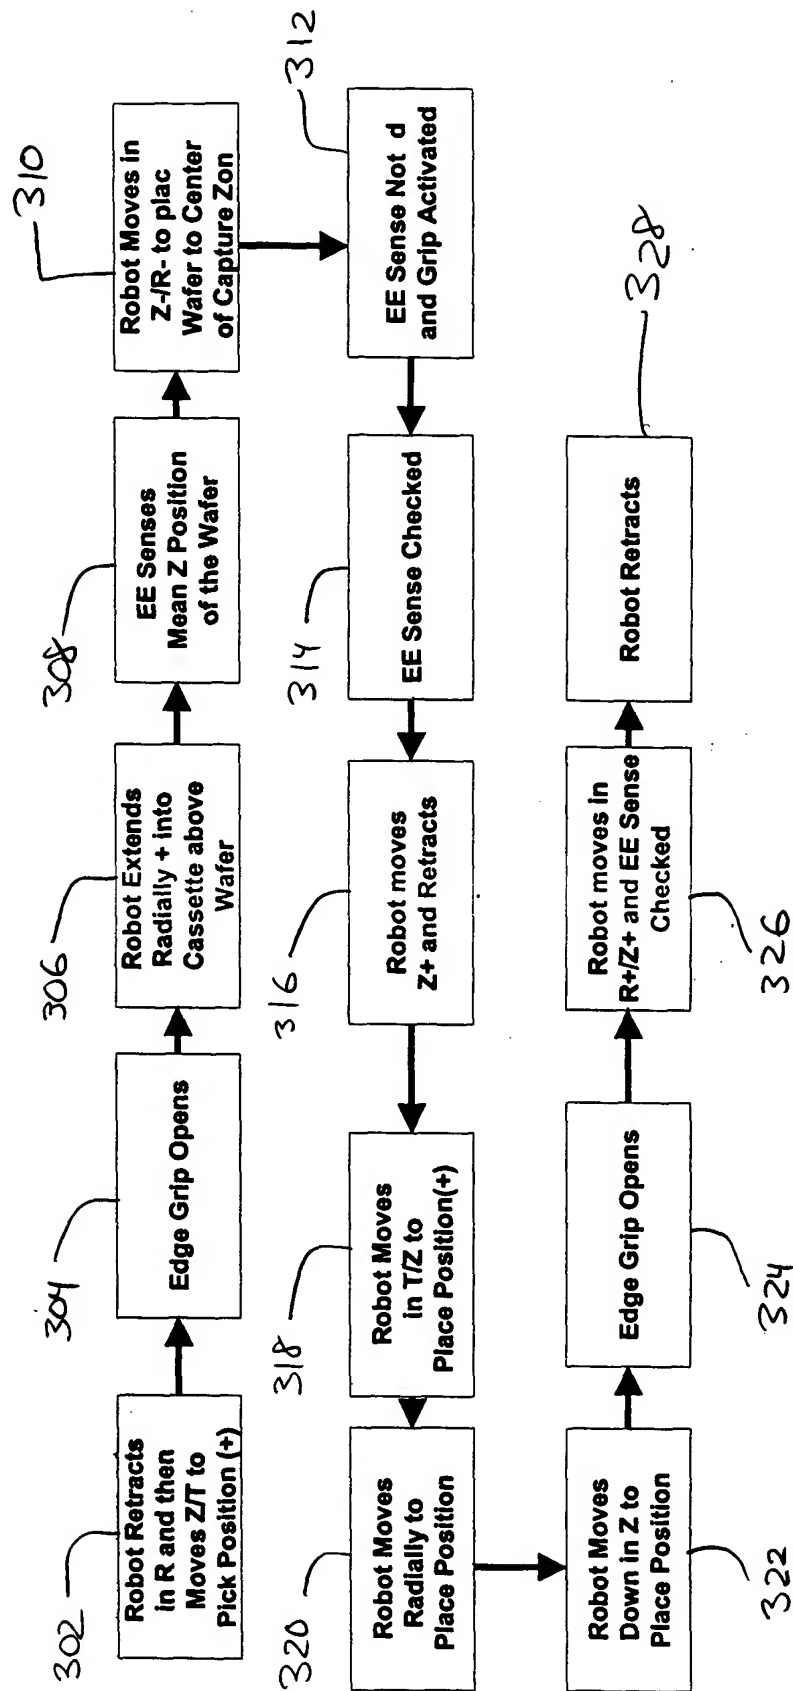 302
Robot Retracts
in R and then
Moves Z/T to
Pick Position (+)
304
Edge Grip Opens
306
Robot Extends
Radially + into
Cassette above
Wafer
308
EE Senses
Mean Z Position
of the Wafer
310
Robot Moves in
Z-/R- to plac
Wafer to Center
of Capture Zon
312
EE Sense Not d
and Grip Activated
314
EE Sense Checked
316
Robot moves
Z+ and Retracts
318
Robot Moves
in T/Z to
Place Position(+)
320
Robot Moves
Radially to
Place Position
322
Robot Moves
Down in Z to
Place Position
324
Edge Grip Opens
326
Robot moves in
R+/Z+ and EE Sense
Checked
328
Robot Retracts